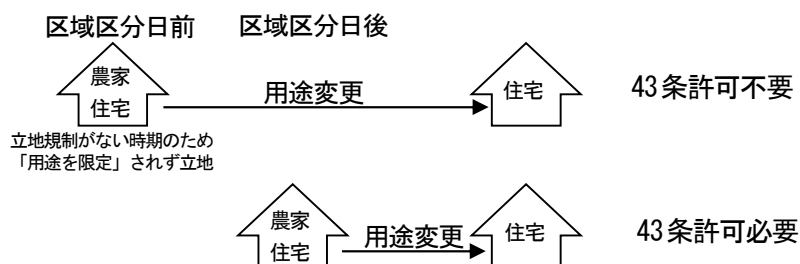 区域区分日前 区域区分日後
農家
住宅
用途変更
住宅
43条許可不要
立地規制がない時期のため
「用途を限定」されず立地
農家
住宅
用途変更
住宅
43条許可必要